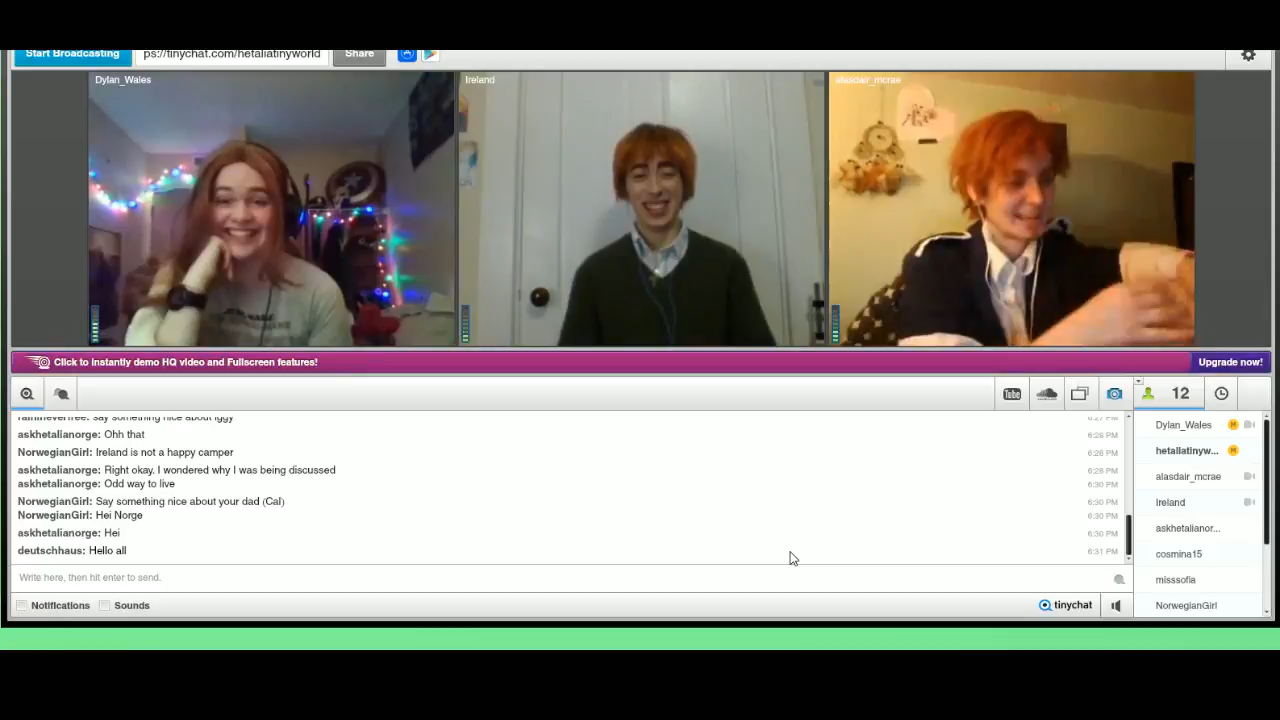 Start Broadcasting
ps://tinychat.com/hetaliatinyworld
Share
Dylan_Wales
Ireland
alasdair_mcrae
Click to instantly demo HQ video and Fullscreen features!
Upgrade now!
You Tube
12
say something nice about iggy
6:27 PM
askhetalianorge: Ohh that
6:28 PM
NorwegianGirl: Ireland is not a happy camper
6:28 PM
askhetalianorge: Right okay. I wondered why I was being discussed
6:28 PM
askhetalianorge: Odd way to live
6:30 PM
NorwegianGirl: Say something nice about your dad (Cal)
6:30 PM
NorwegianGirl: Hei Norge
6:30 PM
askhetalianorge: Hei
6:30 PM
deutschhaus: Hello all
6:31 PM
Write here, then hit enter to send.
Notifications
Sounds
tinychat
Dylan_Wales
M
hetaliatinyw...
M
alasdair_mcrae
Ireland
askhetalianor...
cosmina15
misssofia
NorwegianGirl